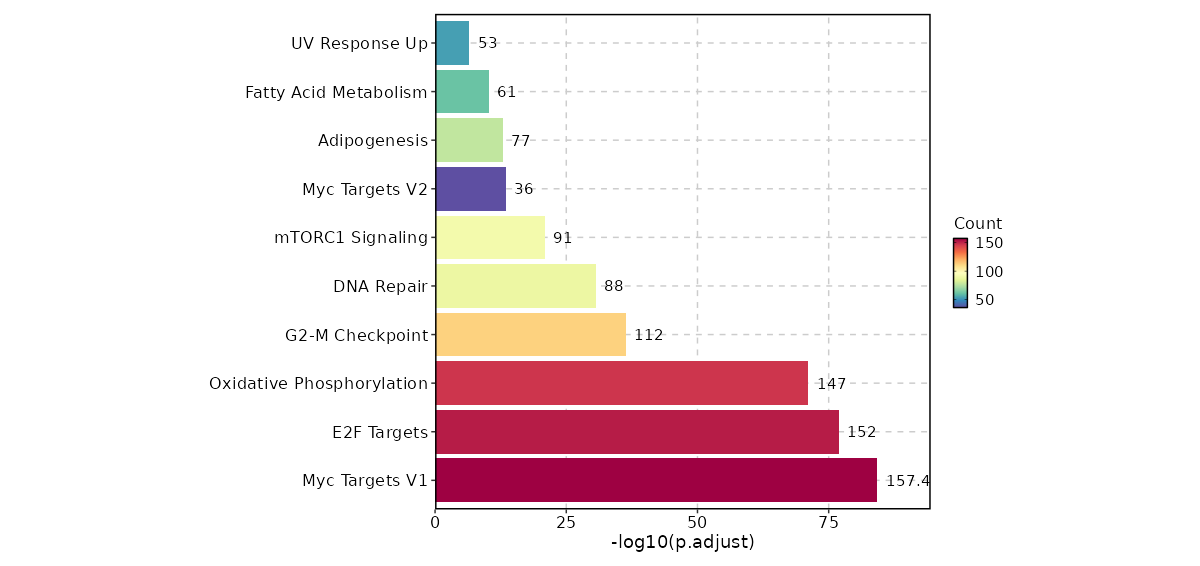 UV Response Up 53
Fatty Acid Metabolism 61
Adipogenesis 77
Myc Targets V2 36
mTORC1 Signaling 91
DNA Repair 88
G2-M Checkpoint 112
Oxidative Phosphorylation 147
E2F Targets 152
Myc Targets V1 157.4
0 25 50 75
-log10(p.adjust)
Count
150
100
50